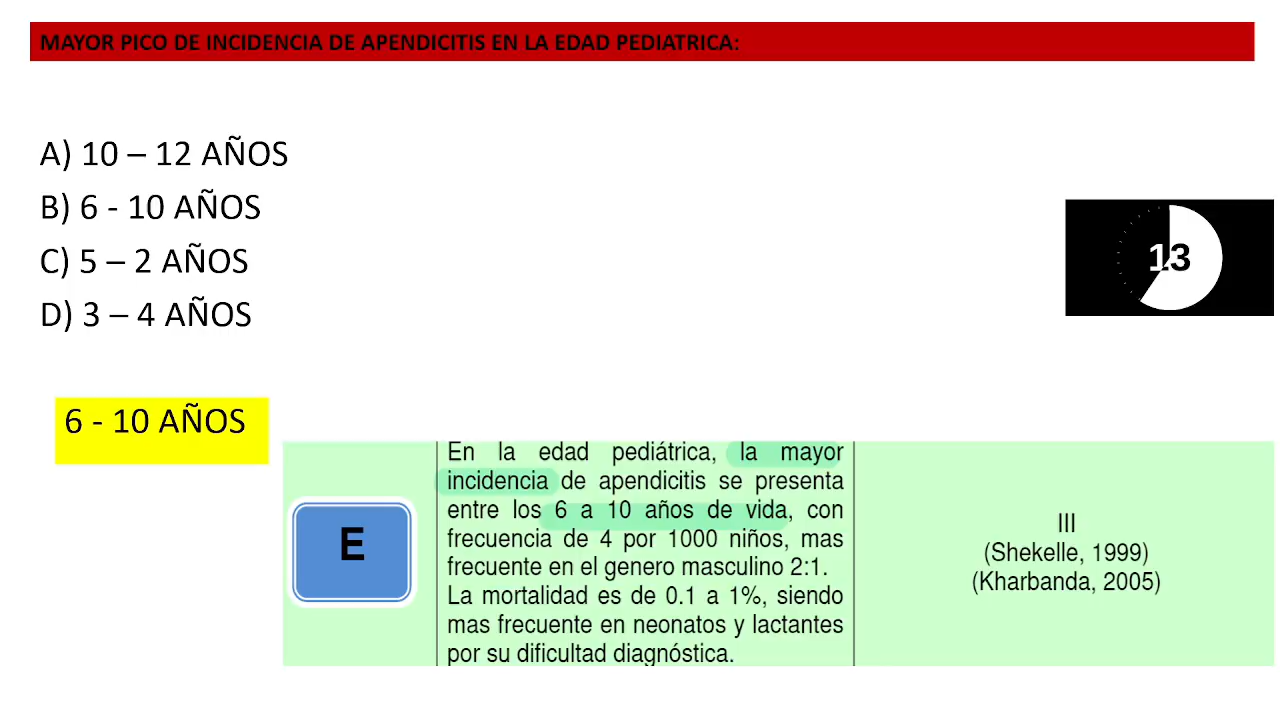 MAYOR PICO DE INCIDENCIA DE APENDICITIS EN LA EDAD PEDIATRICA:
A) 10 – 12 AÑOS
B) 6 - 10 AÑOS
C) 5 – 2 AÑOS
D) 3 – 4 AÑOS
13
6 - 10 AÑOS
E
En la edad pediátrica, la mayor
incidencia de apendicitis se presenta
entre los 6 a 10 años de vida, con
frecuencia de 4 por 1000 niños, mas
frecuente en el genero masculino 2:1.
La mortalidad es de 0.1 a 1%, siendo
mas frecuente en neonatos y lactantes
por su dificultad diagnóstica.
III
(Shekelle, 1999)
(Kharbanda, 2005)